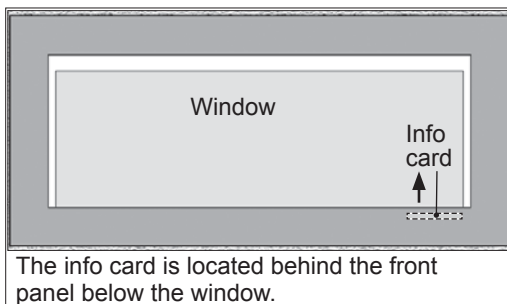 Window
Info
card
The info card is located behind the front
panel below the window.